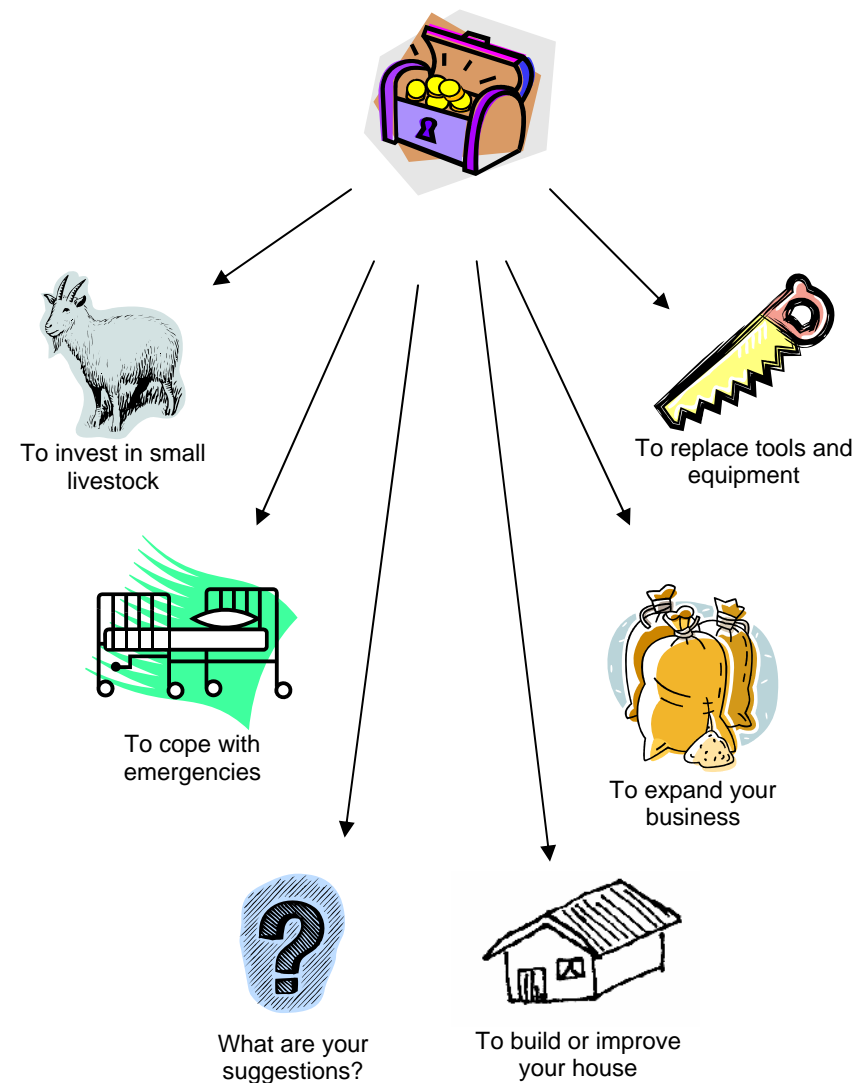 To invest in small
livestock
To replace tools and
equipment
To cope with
emergencies
To expand your
business
What are your
suggestions?
To build or improve
your house